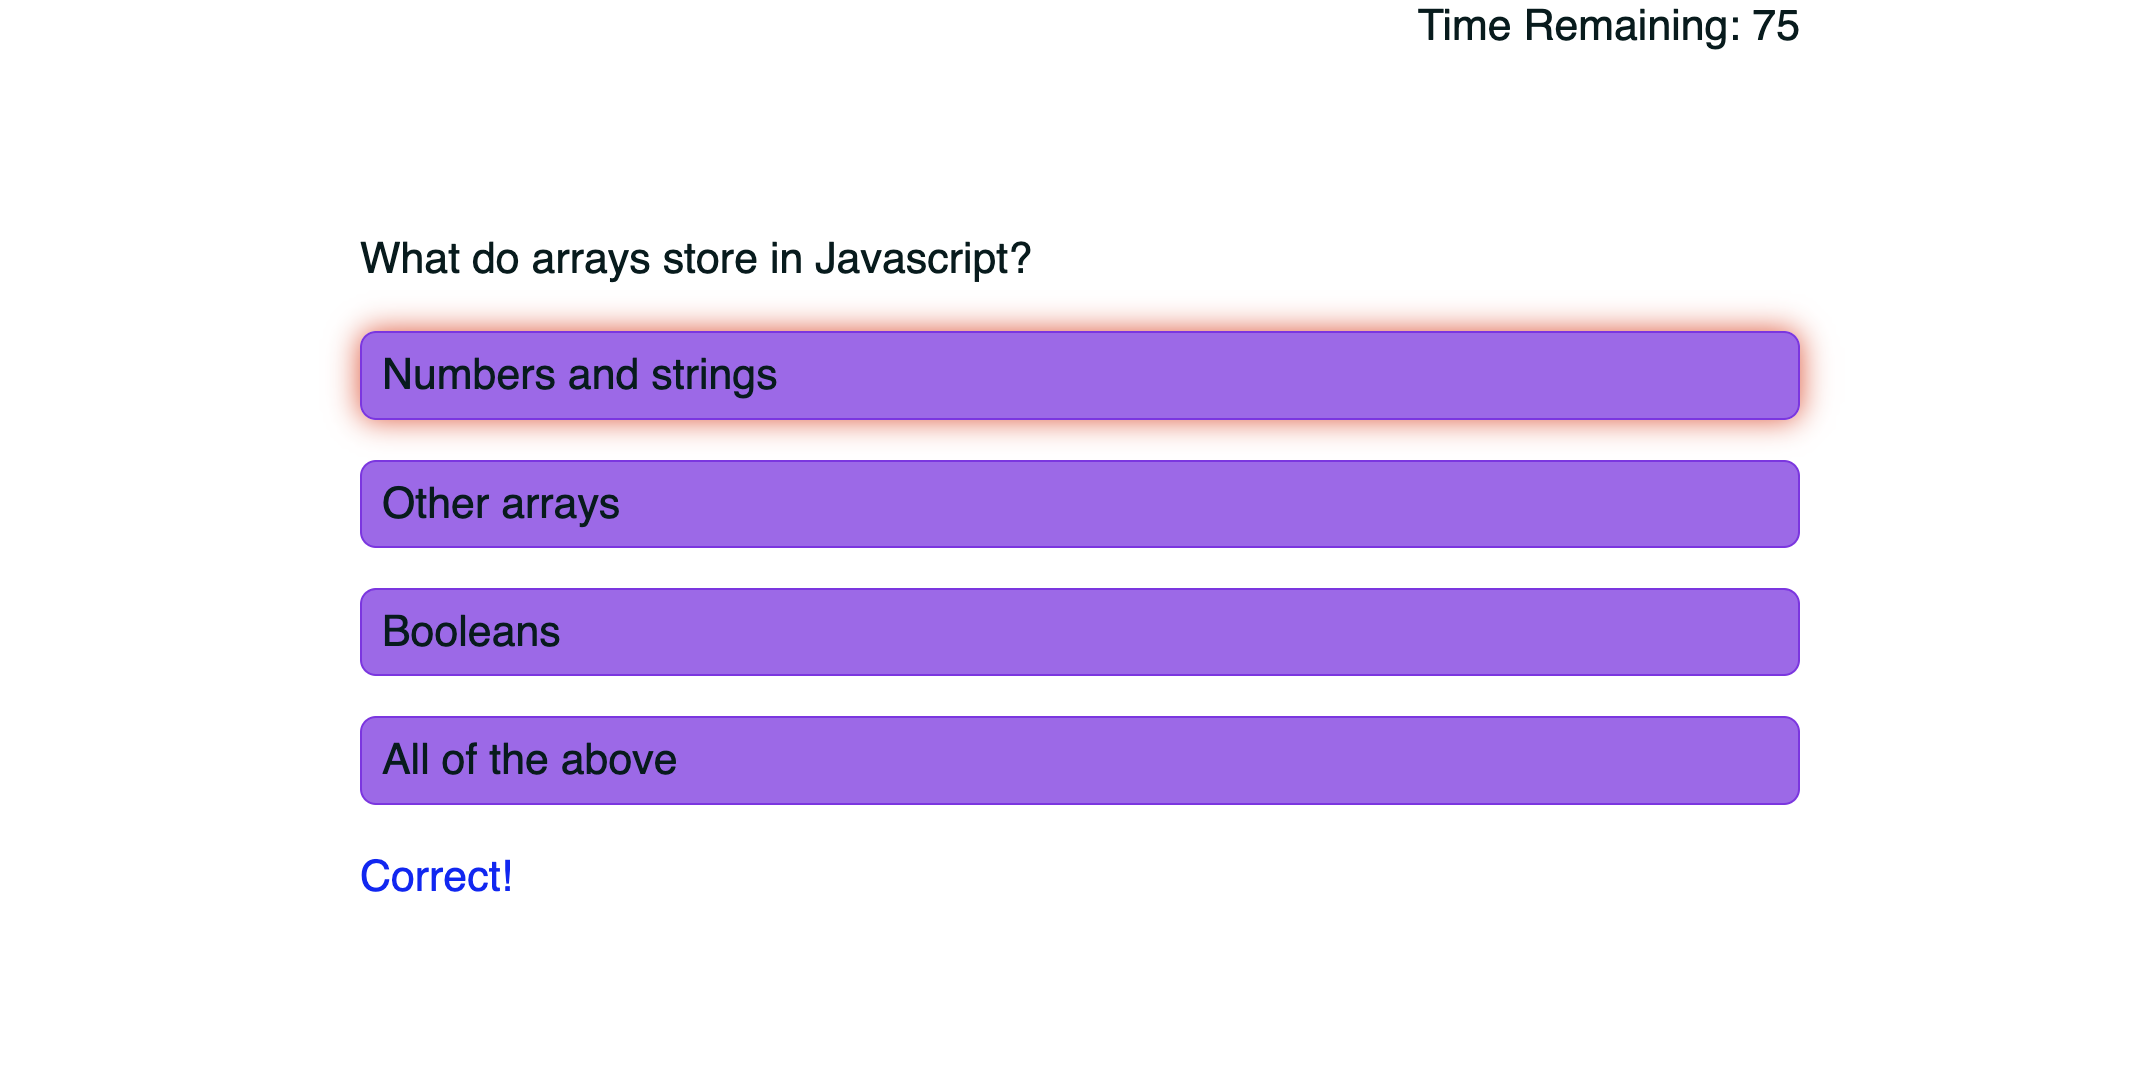 Time Remaining: 75
What do arrays store in Javascript?
Numbers and strings
Other arrays
Booleans
All of the above
Correct!